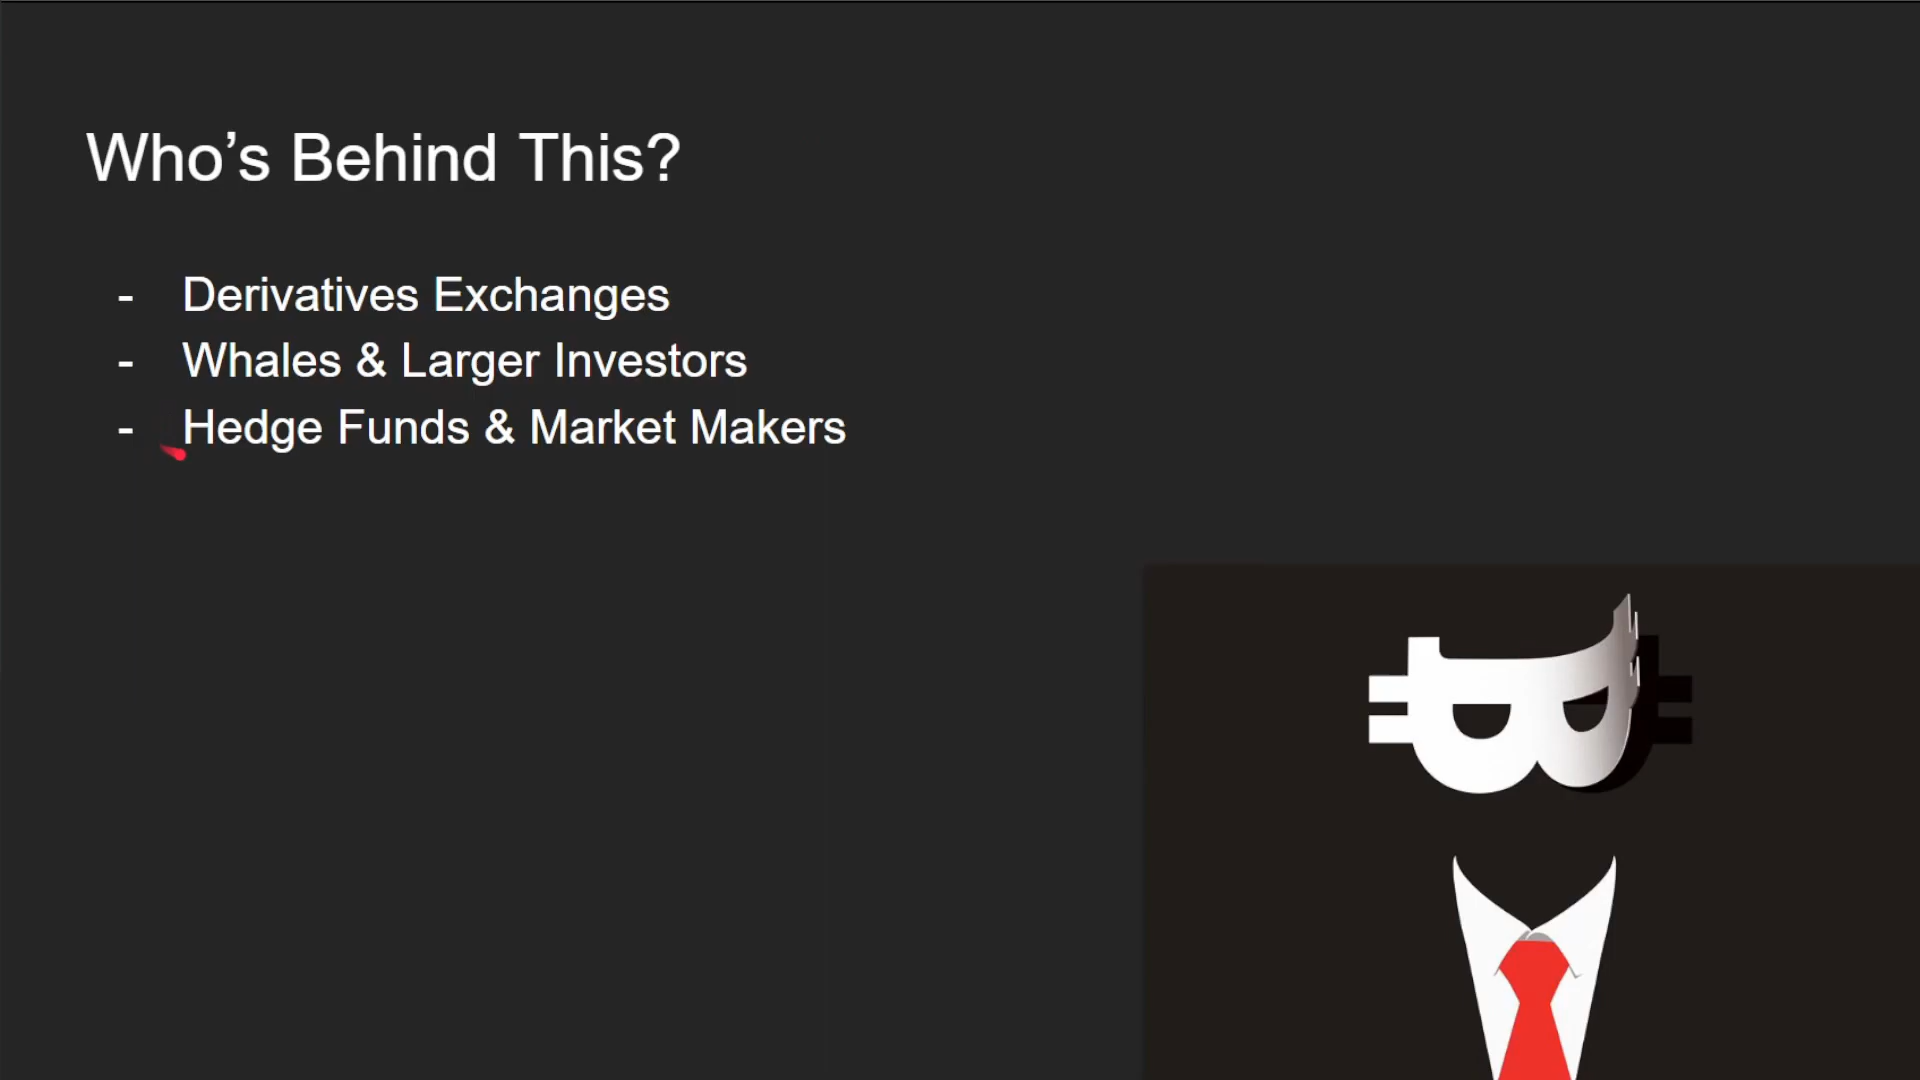 Who’s Behind This?
- Derivatives Exchanges
- Whales & Larger Investors
- Hedge Funds & Market Makers